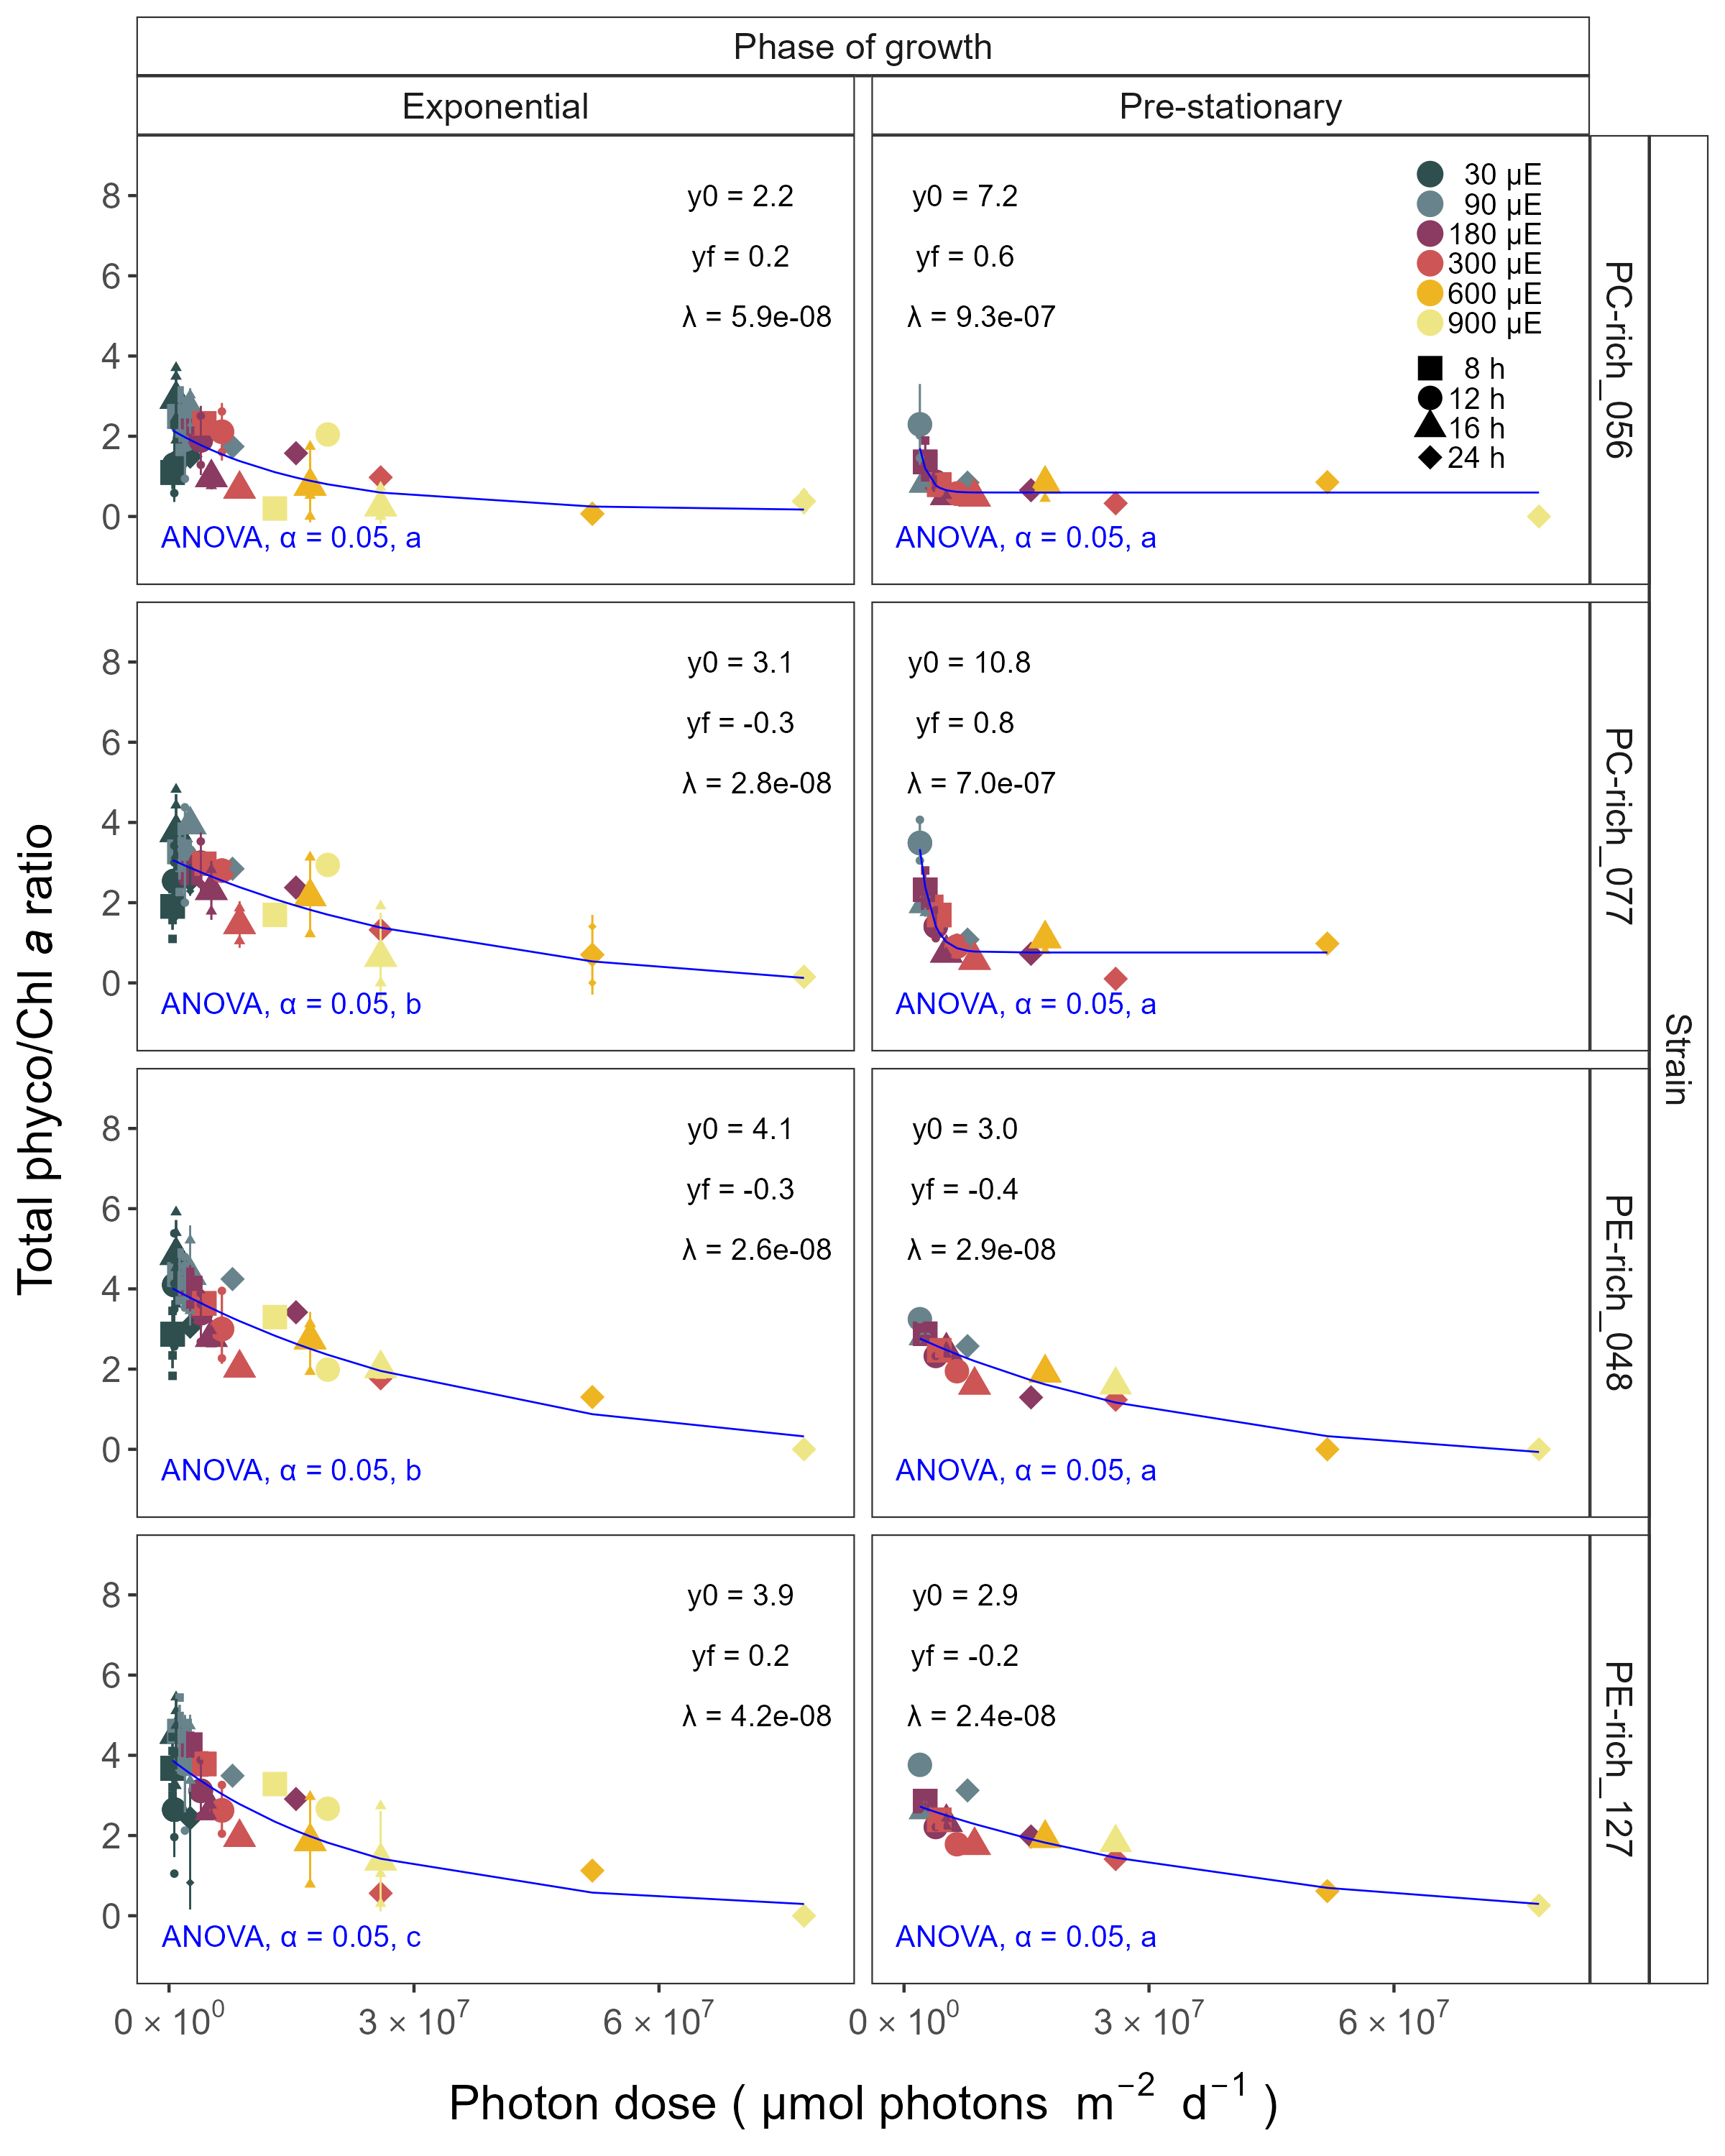 Phase of growth
Exponential
Pre-stationary
y0 = 2.2
yf = 0.2
λ = 5.9e-08
ANOVA, α = 0.05, a
y0 = 7.2
yf = 0.6
λ = 9.3e-07
ANOVA, α = 0.05, a
30 µE
90 µE
180 µE
300 µE
600 µE
900 µE
8 h
12 h
16 h
24 h
PC-rich_056
8
6
4
2
0
y0 = 3.1
yf = -0.3
λ = 2.8e-08
ANOVA, α = 0.05, b
y0 = 10.8
yf = 0.8
λ = 7.0e-07
ANOVA, α = 0.05, a
PC-rich_077
8
6
4
2
0
y0 = 4.1
yf = -0.3
λ = 2.6e-08
ANOVA, α = 0.05, b
y0 = 3.0
yf = -0.4
λ = 2.9e-08
ANOVA, α = 0.05, a
PE-rich_048
8
6
4
2
0
y0 = 3.9
yf = 0.2
λ = 4.2e-08
ANOVA, α = 0.05, c
y0 = 2.9
yf = -0.2
λ = 2.4e-08
ANOVA, α = 0.05, a
PE-rich_127
8
6
4
2
0
Strain
Total phyco/Chl a ratio
0 × 10⁰
3 × 10⁷
6 × 10⁷
0 × 10⁰
3 × 10⁷
6 × 10⁷
Photon dose ( µmol photons m⁻² d⁻¹ )